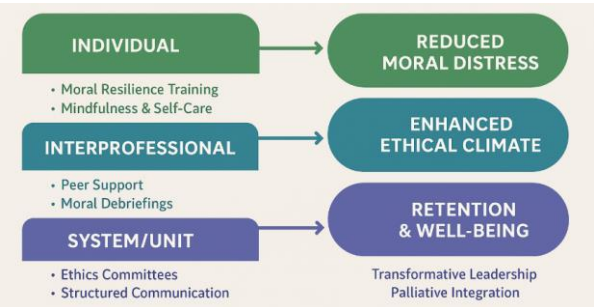 INDIVIDUAL
REDUCED
MORAL DISTRESS
• Moral Resilience Training
• Mindfulness & Self-Care
INTERPROFESSIONAL
ENHANCED
ETHICAL CLIMATE
• Peer Support
• Moral Debriefings
SYSTEM/UNIT
RETENTION
& WELL-BEING
• Ethics Committees
• Structured Communication
Transformative Leadership
Palliative Integration